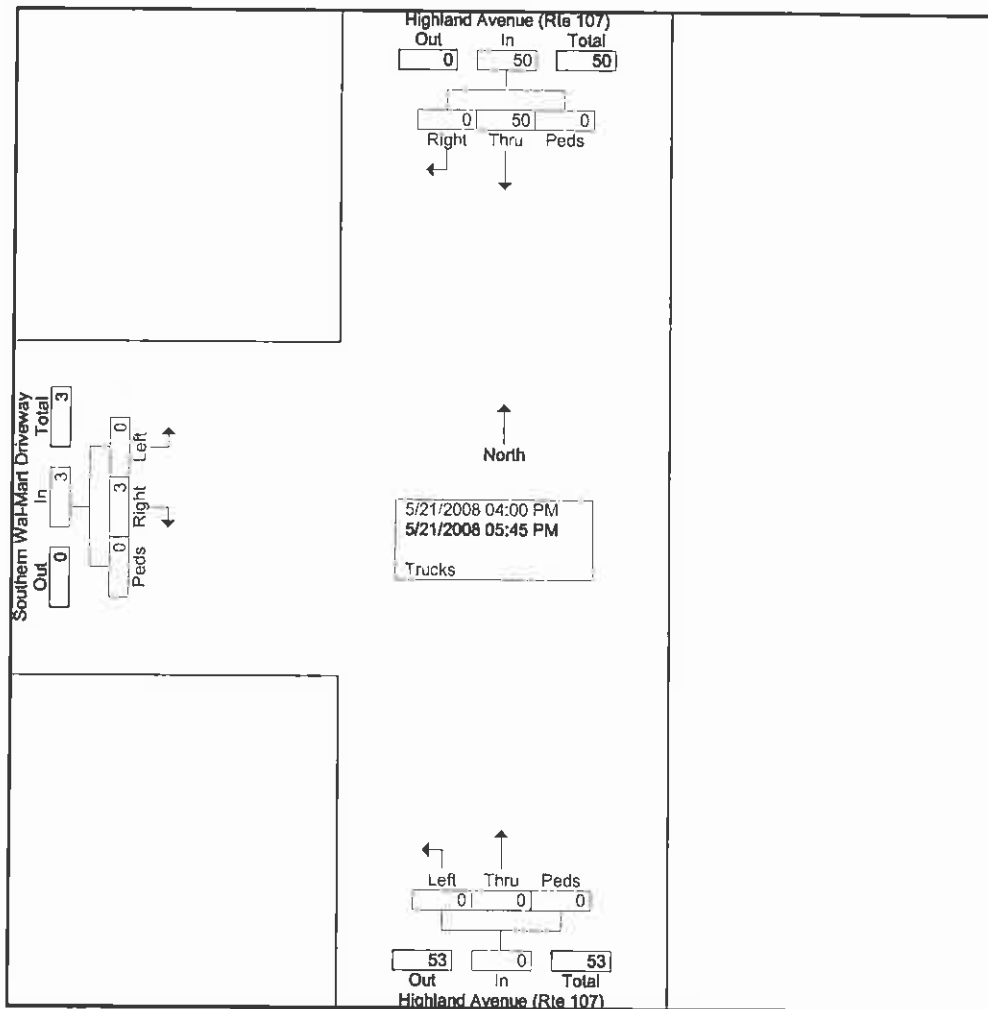 Highland Avenue (Rte 107)
Out In Total
0 50 50
0 50 0
Right Thru Peds
Southern Wal-Mart Driveway
Out In Total
0 3 3
0 3 0
Peds Right Left
North
5/21/2008 04:00 PM
5/21/2008 05:45 PM
Trucks
Left Thru Peds
0 0 0
53 0 53
Out In Total
Highland Avenue (Rte 107)